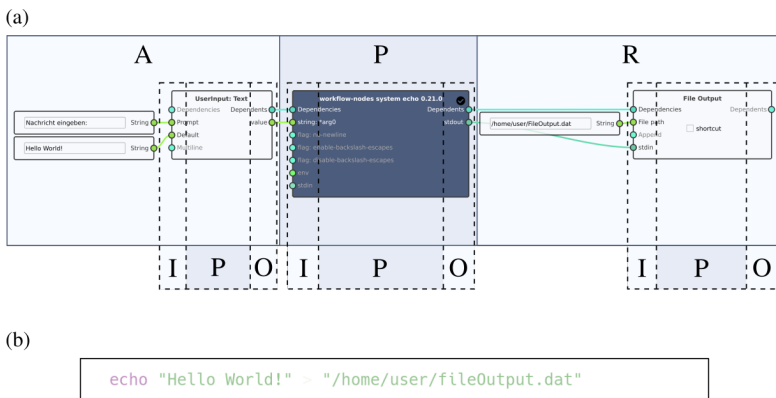 (a)
A P R
UserInput: Text
Dependencies Dependents
Nachricht eingeben: String
Prompt value
Default
Hello World! String
Multiline
workflow-nodes system echo 0.21.0
Dependencies Dependents
string: *arg0 stdout
flag: no-newline
flag: enable-backslash-escapes
flag: disable-backslash-escapes
env
stdin
/home/user/FileOutput.dat String
File Output
Dependencies Dependents
File path
shortcut
Append
stdin
I P O I P O I P O
(b)
echo "Hello World!" > "/home/user/fileOutput.dat"